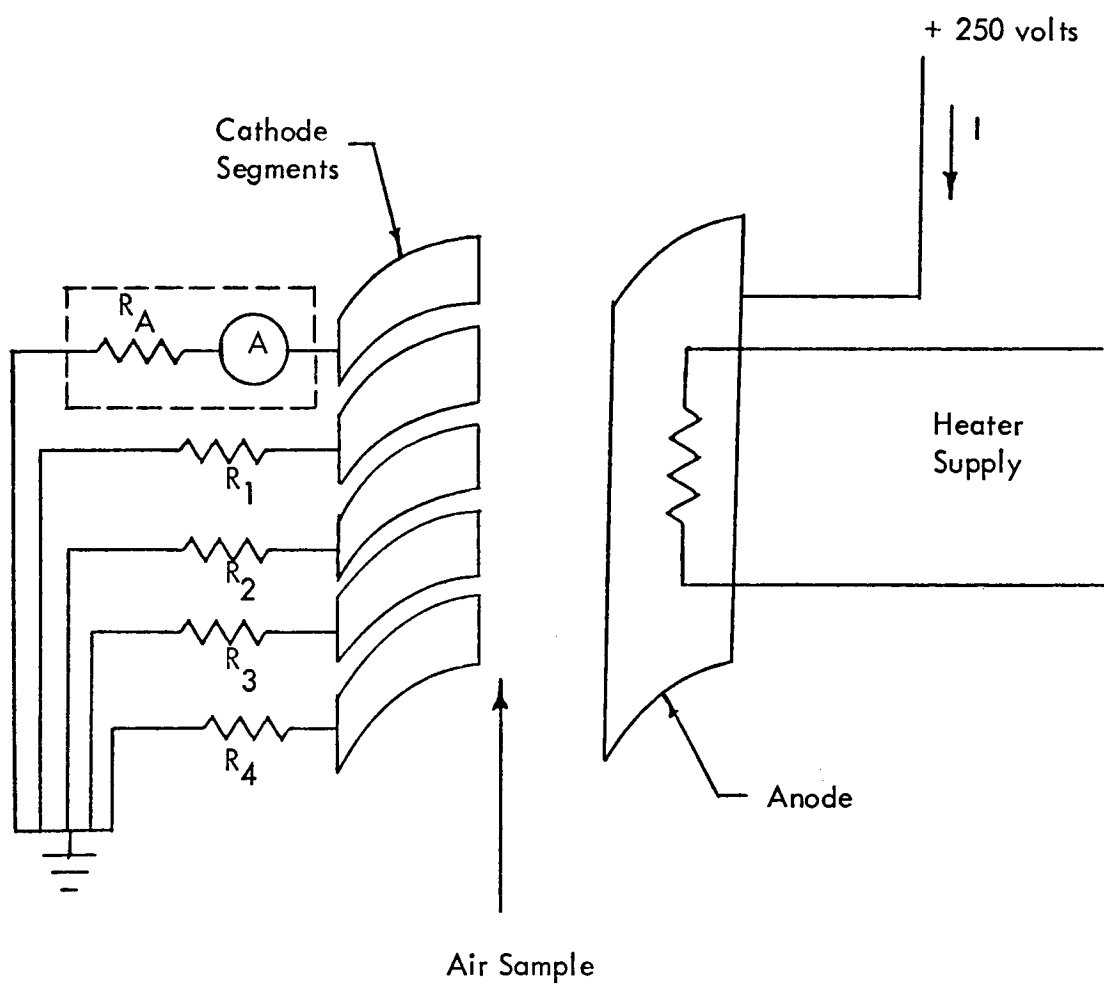 + 250 volts
I
Cathode
Segments
R
A
A
Heater
Supply
R
1
R
2
R
3
R
4
Anode
Air Sample